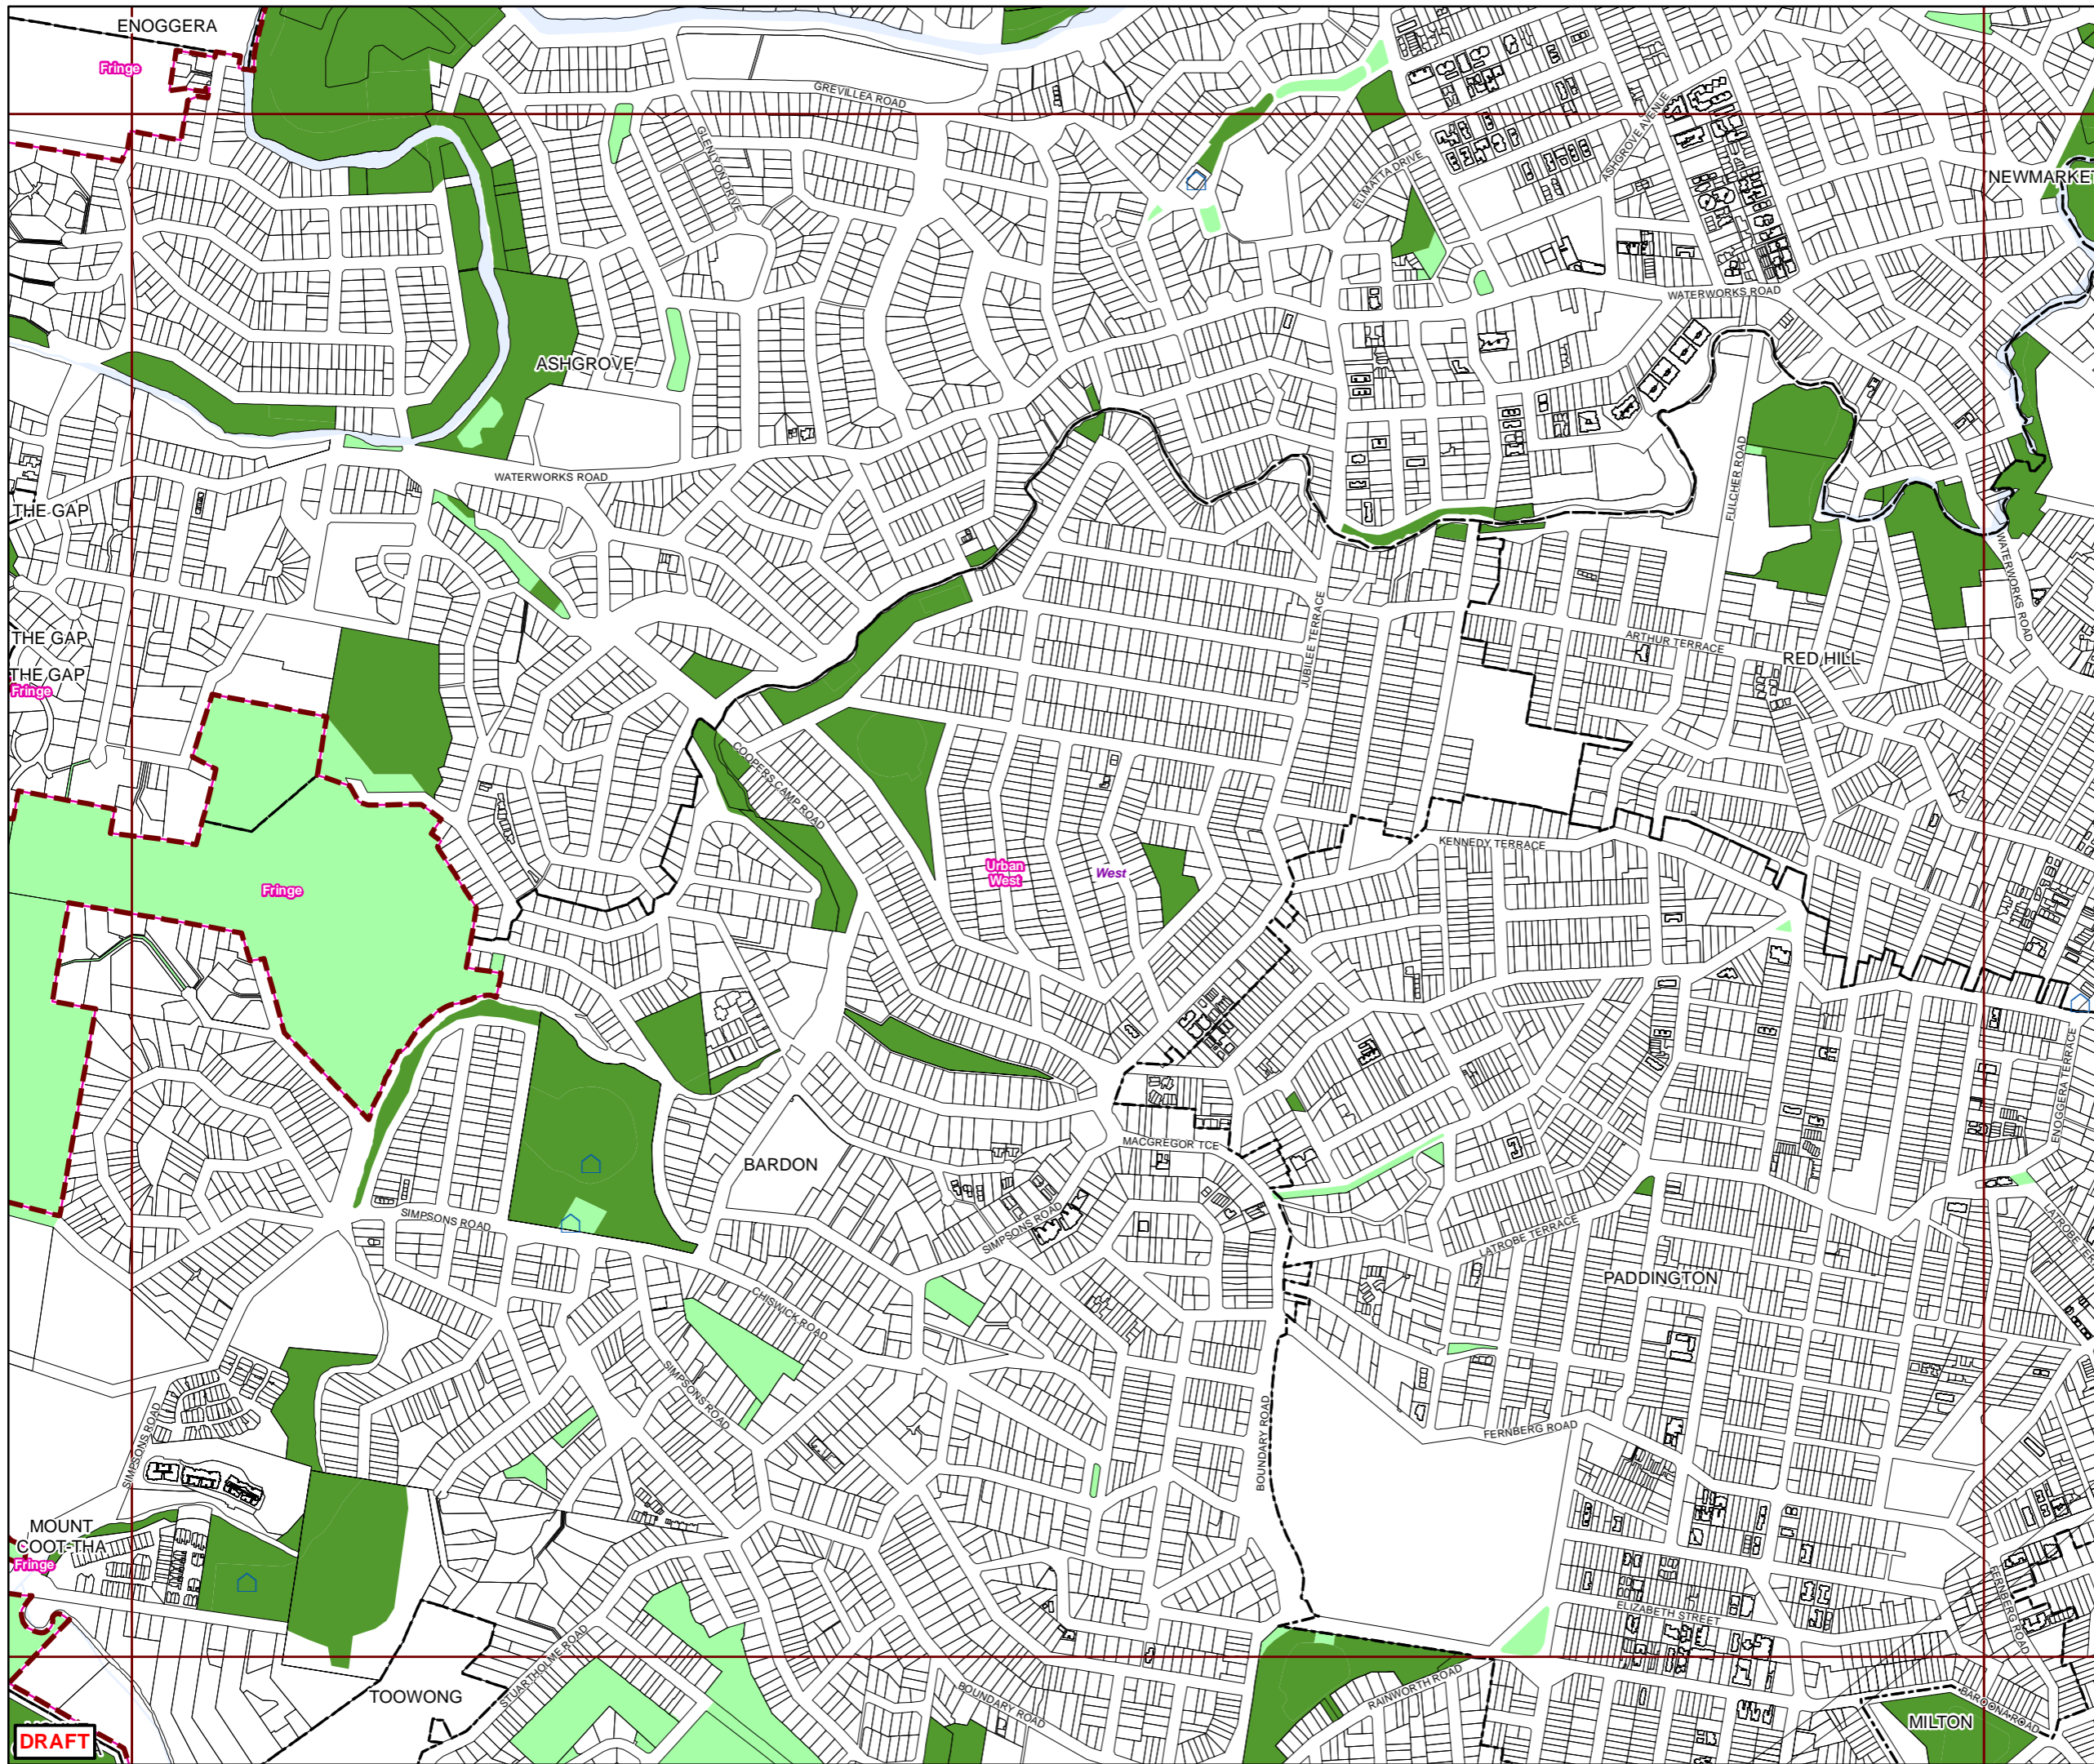 ENOGGERA
Fringe
GREVILLEA ROAD
GLENLYON DRIVE
ASHGROVE AVENUE
ELIMATTA DRIVE
NEWMARKET
WATERWORKS ROAD
ASHGROVE
WATERWORKS ROAD
FULCHER ROAD
THE GAP
WATERWORKS ROAD
JUBILEE TERRACE
THE GAP
ARTHUR TERRACE
RED HILL
THE GAP
Fringe
COOPERS CAMP ROAD
KENNEDY TERRACE
Urban
West
West
Fringe
ENOGGERA TERRACE
MACGREGOR TCE
BARDON
SIMPSONS ROAD
SIMPSONS ROAD
LATROBE TERRACE
LATROBE TER
PADDINGTON
CHISWICK ROAD
SIMPSONS ROAD
SIMPSONS ROAD
BOUNDARY ROAD
FERNBERG ROAD
MOUNT
COOT-THA
Fringe
FERNBERG ROAD
ELIZABETH STREET
STUARTHOLME ROAD
RAINWORTH ROAD
TOOWONG
BOUNDARY ROAD
BAROONA ROAD
MILTON
DRAFT